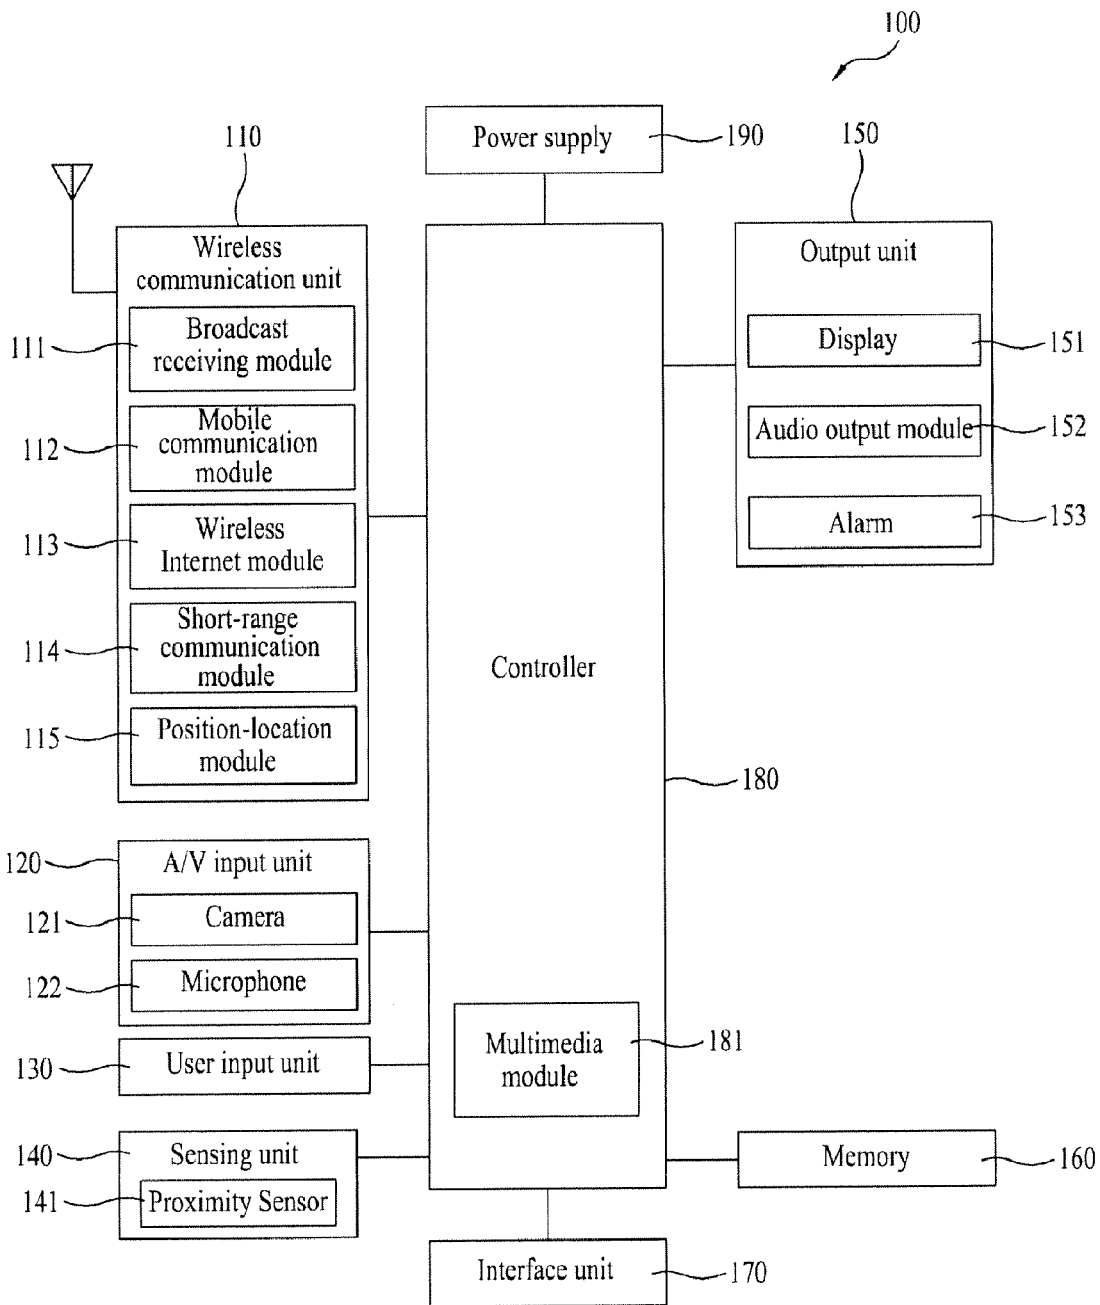 100
Power supply
190
110
150
Wireless
communication unit
Output unit
111
Broadcast
receiving module
Display
151
112
Mobile
communication
module
Audio output module
152
113
Wireless
Internet module
Alarm
153
114
Short-range
communication
module
Controller
115
Position-location
module
180
120
A/V input unit
121
Camera
122
Microphone
Multimedia
module
181
130
User input unit
140
Sensing unit
141
Proximity Sensor
Memory
160
Interface unit
170